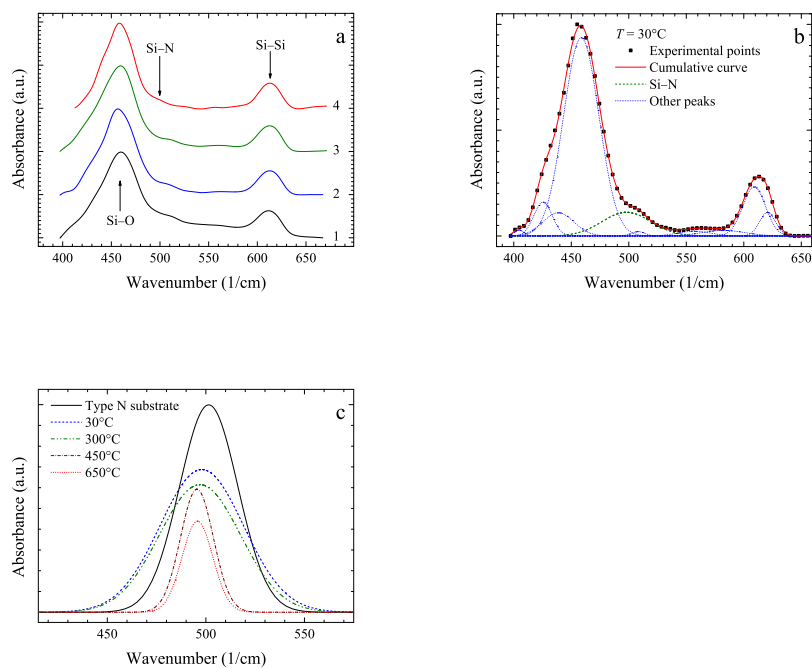 a
Si–N
Si–Si
4
3
2
1
Si–O
Absorbance (a.u.)
400 450 500 550 600 650
Wavenumber (1/cm)
b
T = 30°C
Experimental points
Cumulative curve
Si–N
Other peaks
Absorbance (a.u.)
400 450 500 550 600 650
Wavenumber (1/cm)
c
Type N substrate
30°C
300°C
450°C
650°C
Absorbance (a.u.)
450 500 550
Wavenumber (1/cm)